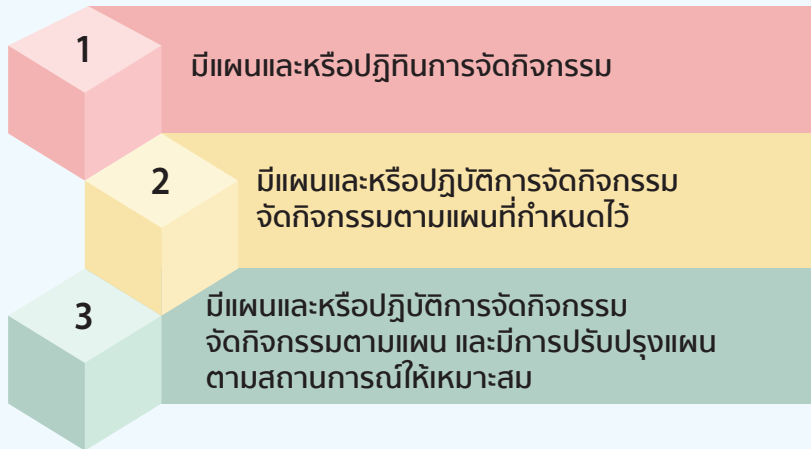 1
มีแผนและหรือปฏิทินการจัดกิจกรรม
2
มีแผนและหรือปฏิบัติการจัดกิจกรรม
จัดกิจกรรมตามแผนที่กำหนดไว้
3
มีแผนและหรือปฏิบัติการจัดกิจกรรม
จัดกิจกรรมตามแผน และมีการปรับปรุงแผน
ตามสถานการณ์ให้เหมาะสม